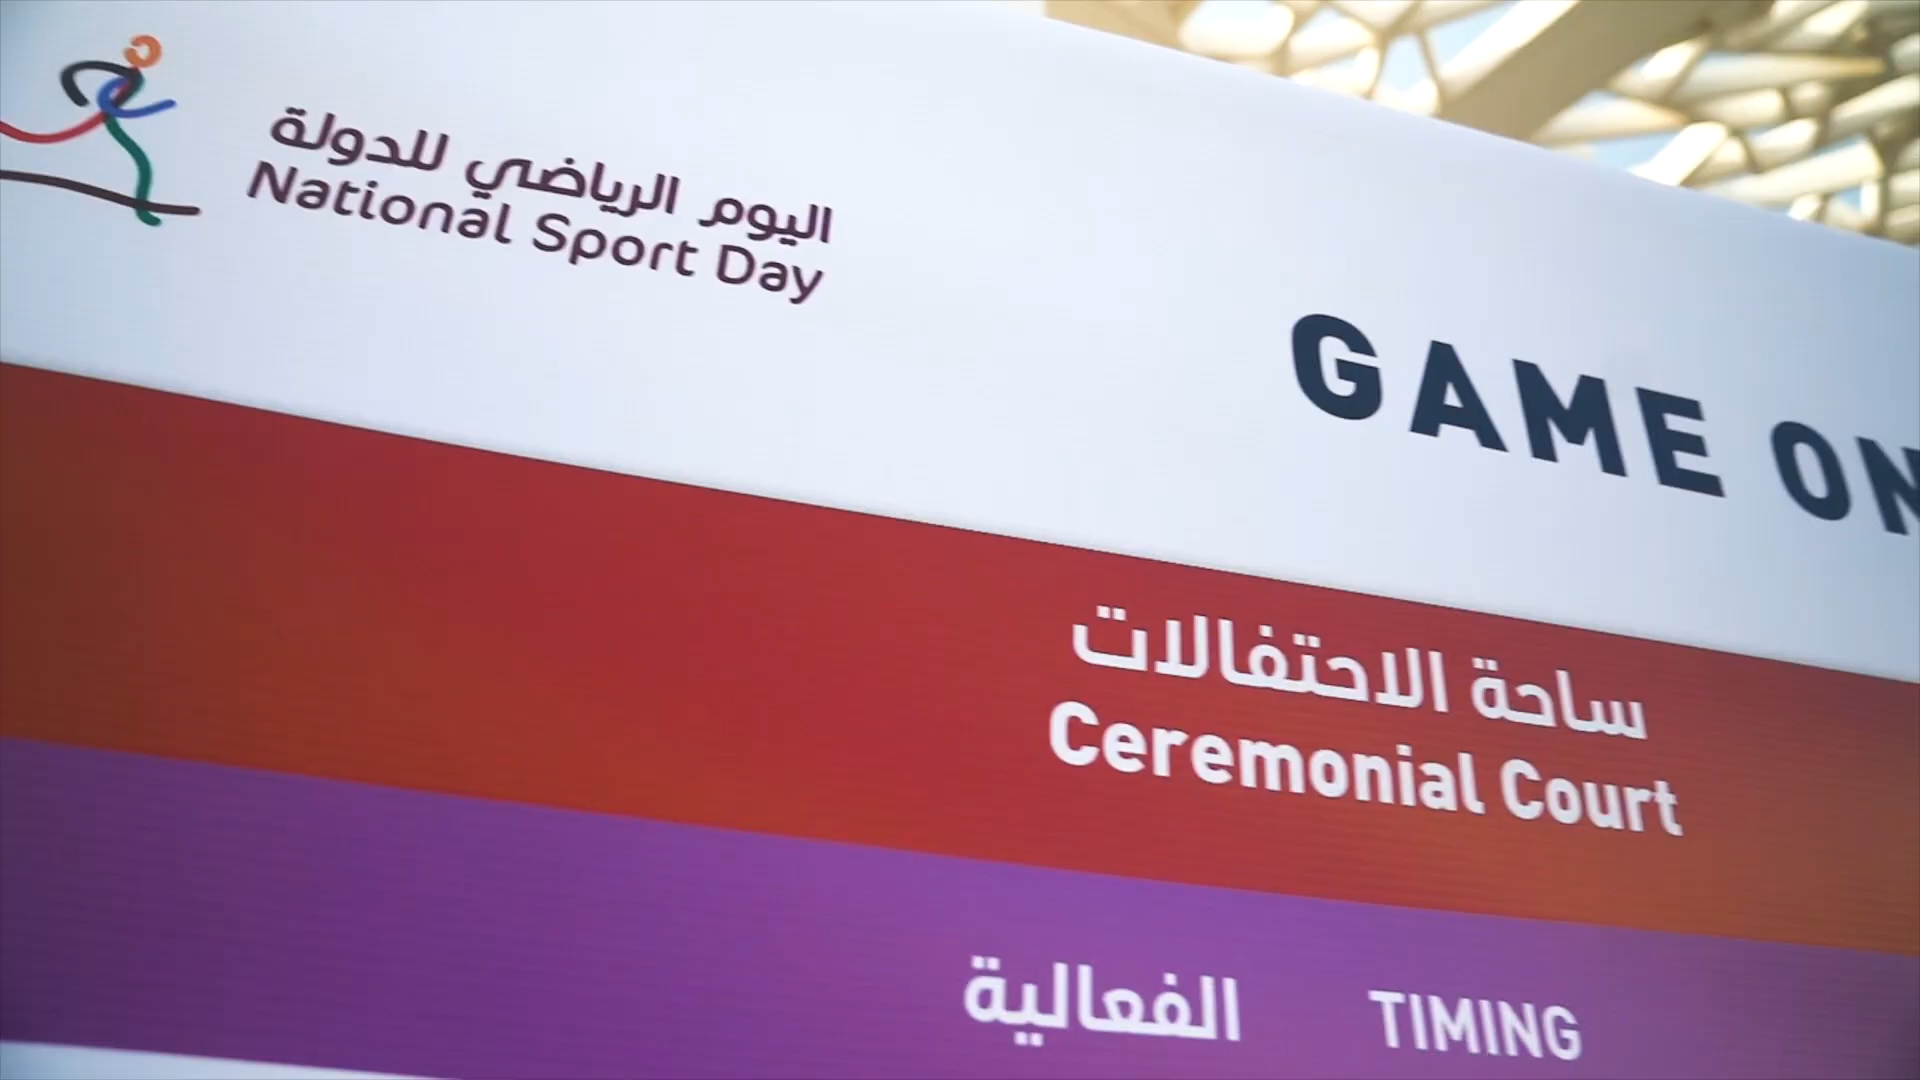 اليوم الرياضي للدولة
National Sport Day
GAME ON
ساحة الاحتفالات
Ceremonial Court
الفعالية
TIMING